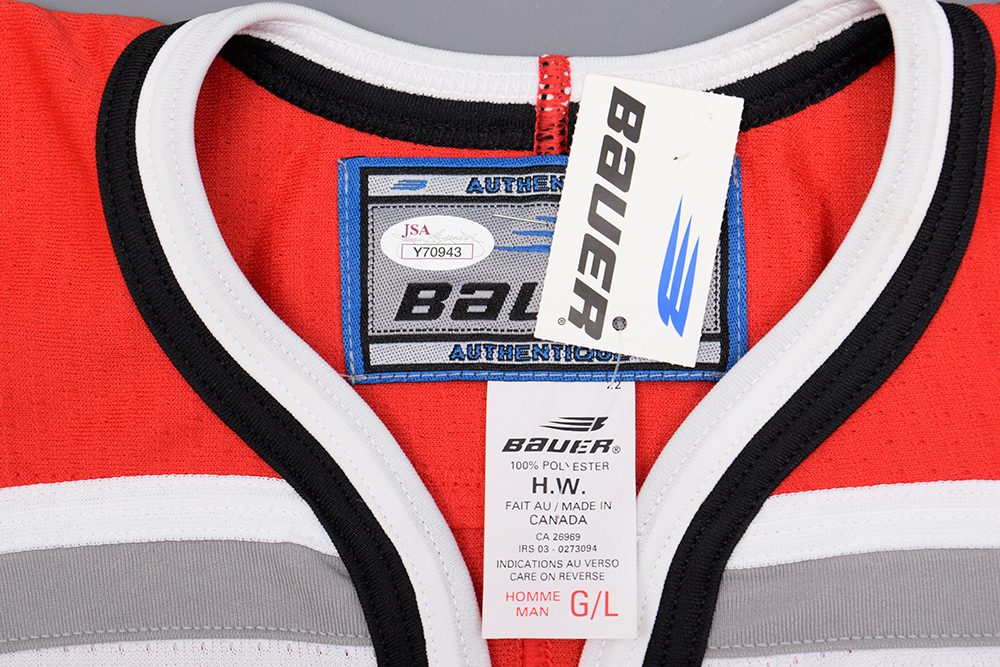 AUTHEN
JSA
Y70943
BAU
AUTHENTIQU
BAUER®
22
BAUER®
100% POLYESTER
H.W.
FAIT AU / MADE IN
CANADA
CA 26969
IRS 03 - 0273094
INDICATIONS AU VERSO
CARE ON REVERSE
HOMME
MAN G/L